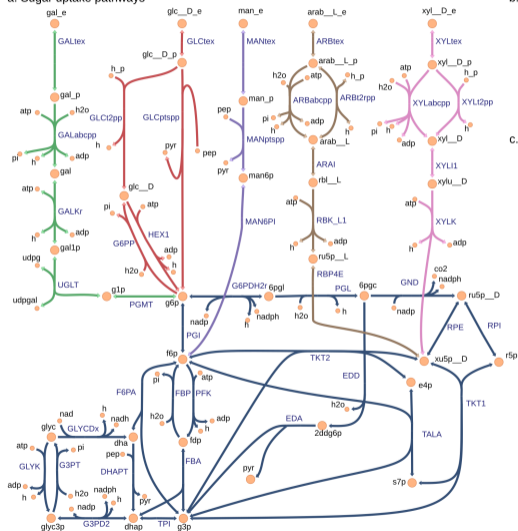 a. Sugar uptake pathways
b.
gal_e
glc__D_e
man_e
arab__L_e
xyl__D_e
GALtex
GLCtex
MANtex
ARBtex
XYLtex
glc__D_p
arab__L_p
xyl__D_p
h_p
h2o
atp
h_p
atp
h_p
h2o
gal_p
man_p
ARBabcpp
ARBt2rpp
XYLabcpp
XYLt2pp
atp
h2o
GLCt2pp
GLCptspp
pep
pi
adp
h
pi
h
h
GALabcpp
MANptspp
arab__L
adp
xyl__D
c.
pi
h
adp
h
pyr
pep
pyr
gal
man6p
ARAI
XYLI1
atp
glc__D
rbl__L
xylu__D
GALKr
pi
atp
MAN6PI
atp
RBK_L1
atp
XYLK
h
adp
G6PP
HEX1
h
adp
h
adp
gal1p
adp
h
ru5p__L
udpg
h2o
RBP4E
co2
nadph
UGLT
G6PDH2r
6pgl
PGL
6pgc
GND
ru5p__D
udpgal
g1p
PGMT
g6p
nadp
h
nadph
h2o
h
nadp
PGI
RPE
RPI
f6p
TKT2
xu5p__D
r5p
pi
atp
EDD
e4p
F6PA
FBP
PFK
TKT1
nad
h
nadh
h2o
adp
h
h2o
glyc
GLYCDx
dha
fdp
EDA
2ddg6p
TALA
atp
pi
pep
GLYK
G3PT
DHAPT
FBA
pyr
s7p
adp
h
h2o
nadph
h
pyr
nadp
glyc3p
G3PD2
dhap
TPI
g3p